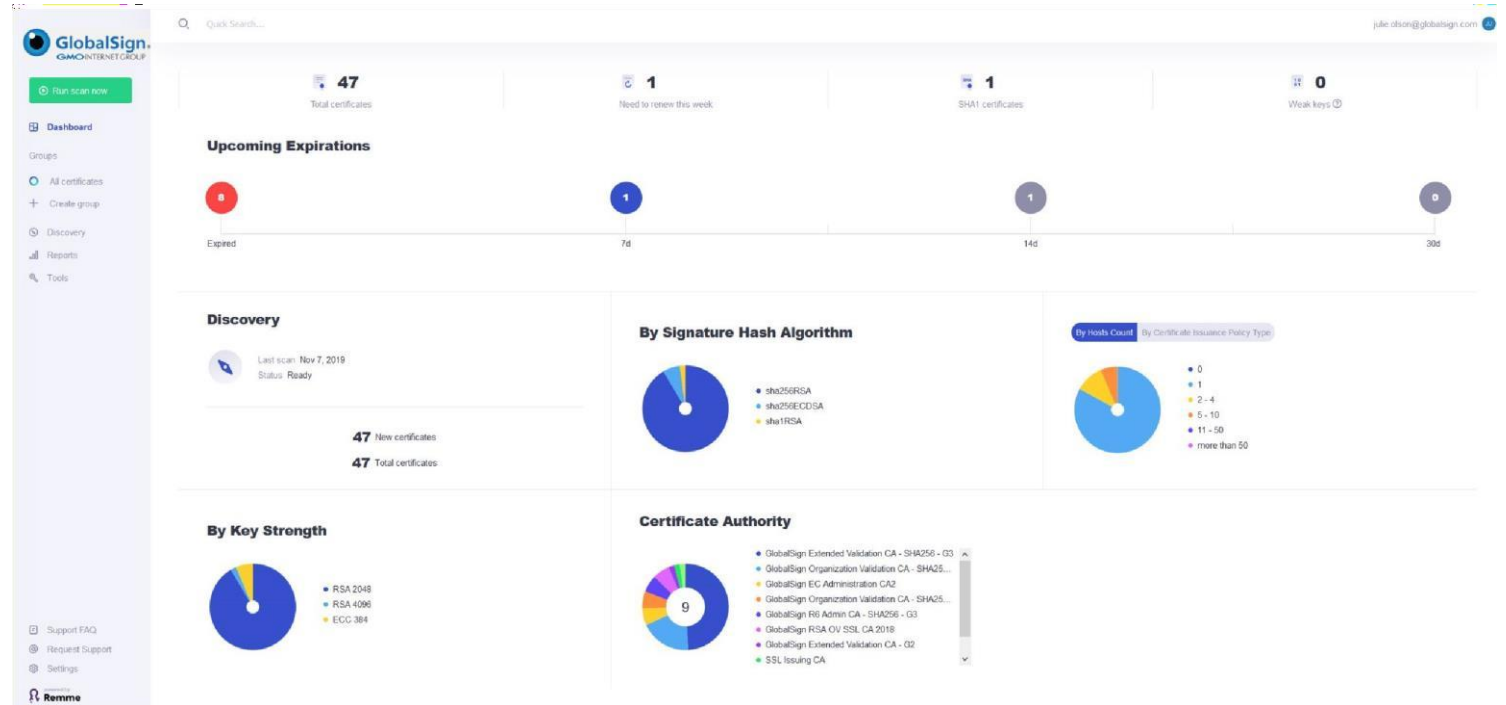 GlobalSign.
GMO INTERNET GROUP
Quick Search...
julie.olson@globalsign.com
Run scan now
Dashboard
Groups
All certificates
Create group
Discovery
Reports
Tools
47
Total certificates
1
Need to renew this week
1
SHA1 certificates
0
Weak keys
Upcoming Expirations
8
1
1
0
Expired
7d
14d
30d
Discovery
Last scan Nov 7, 2019
Status Ready
47 New certificates
47 Total certificates
By Signature Hash Algorithm
sha256RSA
sha256ECDSA
sha1RSA
By Hosts Count By Certificate Issuance Policy Type
0
1
2 - 4
5 - 10
11 - 50
more than 50
By Key Strength
RSA 2048
RSA 4096
ECC 384
Certificate Authority
9
GlobalSign Extended Validation CA - SHA256 - G3
GlobalSign Organization Validation CA - SHA25...
GlobalSign EC Administration CA2
GlobalSign Organization Validation CA - SHA25...
GlobalSign R6 Admin CA - SHA256 - G3
GlobalSign RSA OV SSL CA 2018
GlobalSign Extended Validation CA - G2
SSL Issuing CA
Support FAQ
Request Support
Settings
Remme